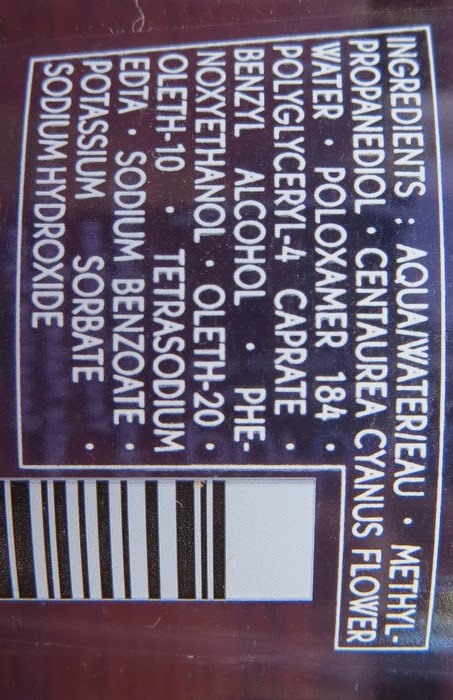 INGREDIENTS : AQUA/WATER/EAU · METHYL-
PROPANEDIOL · CENTAUREA CYANUS FLOWER
WATER · POLOXAMER 184 ·
POLYGLYCERYL-4 CAPRATE ·
BENZYL ALCOHOL · PHE-
NOXYETHANOL · OLETH-20 ·
OLETH-10 · TETRASODIUM
EDTA · SODIUM BENZOATE ·
POTASSIUM SORBATE ·
SODIUM HYDROXIDE